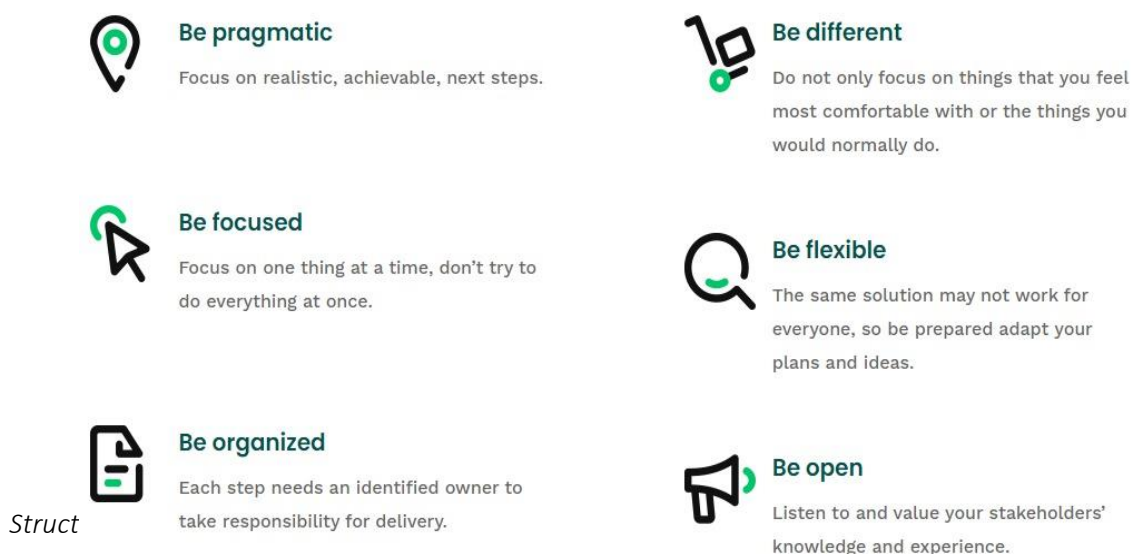 Be pragmatic
Focus on realistic, achievable, next steps.
Be focused
Focus on one thing at a time, don’t try to
do everything at once.
Be organized
Each step needs an identified owner to
take responsibility for delivery.
Struct
Be different
Do not only focus on things that you feel
most comfortable with or the things you
would normally do.
Be flexible
The same solution may not work for
everyone, so be prepared adapt your
plans and ideas.
Be open
Listen to and value your stakeholders’
knowledge and experience.